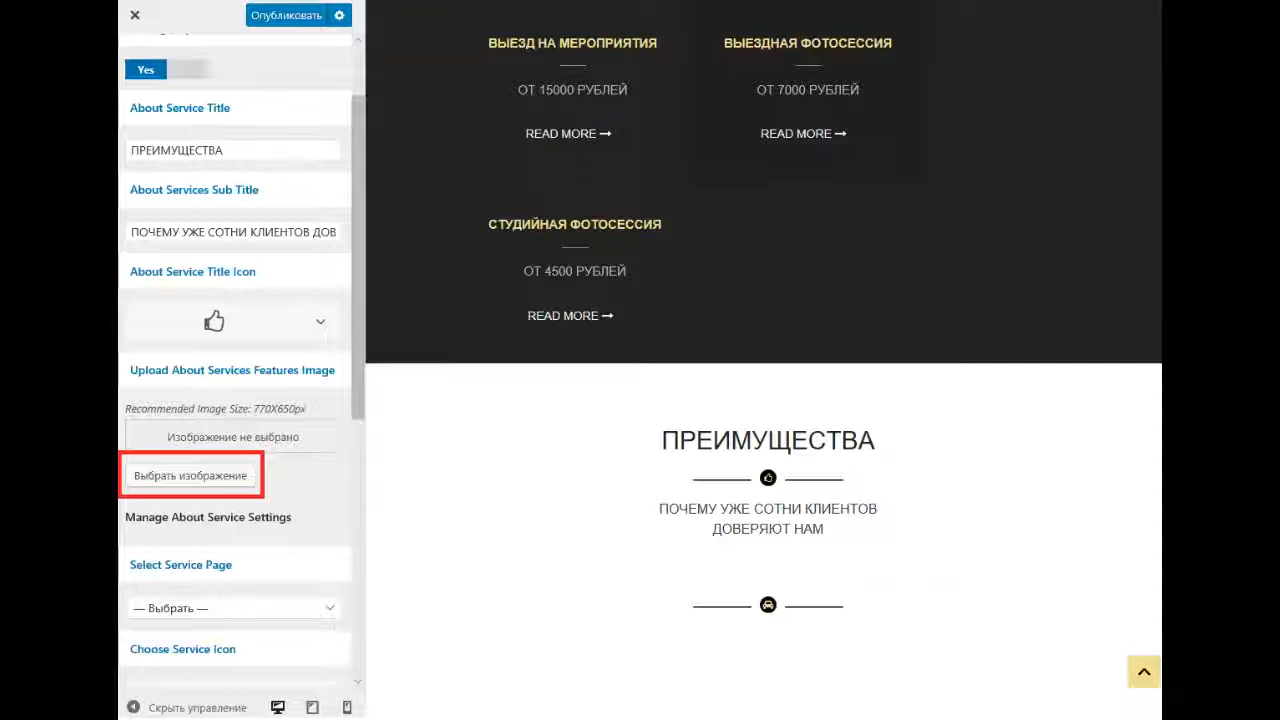 Опубликовать
Yes
About Service Title
ПРЕИМУЩЕСТВА
About Services Sub Title
ПОЧЕМУ УЖЕ СОТНИ КЛИЕНТОВ ДОВ
About Service Title Icon
Upload About Services Features Image
Recommended Image Size: 770X650px
Изображение не выбрано
Выбрать изображение
Manage About Service Settings
Select Service Page
— Выбрать —
Choose Service Icon
Скрыть управление
ВЫЕЗД НА МЕРОПРИЯТИЯ
ОТ 15000 РУБЛЕЙ
READ MORE
ВЫЕЗДНАЯ ФОТОСЕССИЯ
ОТ 7000 РУБЛЕЙ
READ MORE
СТУДИЙНАЯ ФОТОСЕССИЯ
ОТ 4500 РУБЛЕЙ
READ MORE
ПРЕИМУЩЕСТВА
ПОЧЕМУ УЖЕ СОТНИ КЛИЕНТОВ
ДОВЕРЯЮТ НАМ